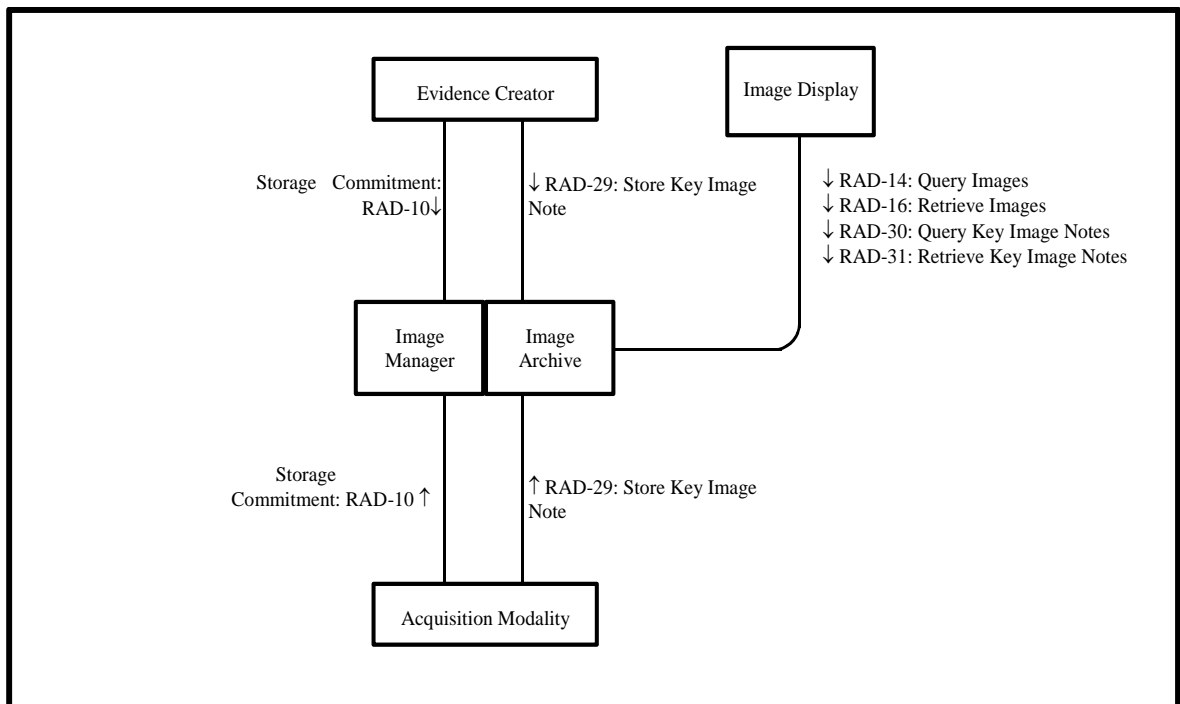 Evidence Creator
Image Display
Storage Commitment:
RAD-10↓
↓ RAD-29: Store Key Image
Note
↓ RAD-14: Query Images
↓ RAD-16: Retrieve Images
↓ RAD-30: Query Key Image Notes
↓ RAD-31: Retrieve Key Image Notes
Image
Manager
Image
Archive
Storage
Commitment: RAD-10 ↑
↑ RAD-29: Store Key Image
Note
Acquisition Modality